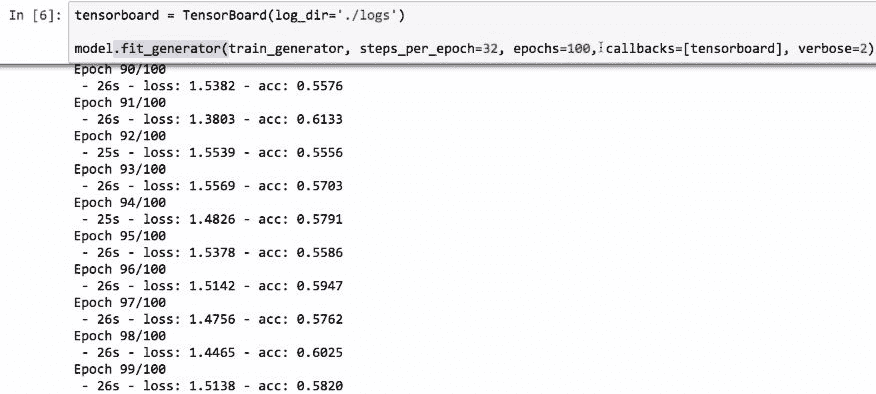 In [6]: tensorboard = TensorBoard(log_dir='./logs')
model.fit_generator(train_generator, steps_per_epoch=32, epochs=100, callbacks=[tensorboard], verbose=2)
Epoch 90/100
- 26s - loss: 1.5382 - acc: 0.5576
Epoch 91/100
- 26s - loss: 1.3803 - acc: 0.6133
Epoch 92/100
- 25s - loss: 1.5539 - acc: 0.5556
Epoch 93/100
- 26s - loss: 1.5569 - acc: 0.5703
Epoch 94/100
- 25s - loss: 1.4826 - acc: 0.5791
Epoch 95/100
- 26s - loss: 1.5378 - acc: 0.5586
Epoch 96/100
- 26s - loss: 1.5142 - acc: 0.5947
Epoch 97/100
- 26s - loss: 1.4756 - acc: 0.5762
Epoch 98/100
- 26s - loss: 1.4465 - acc: 0.6025
Epoch 99/100
- 26s - loss: 1.5138 - acc: 0.5820